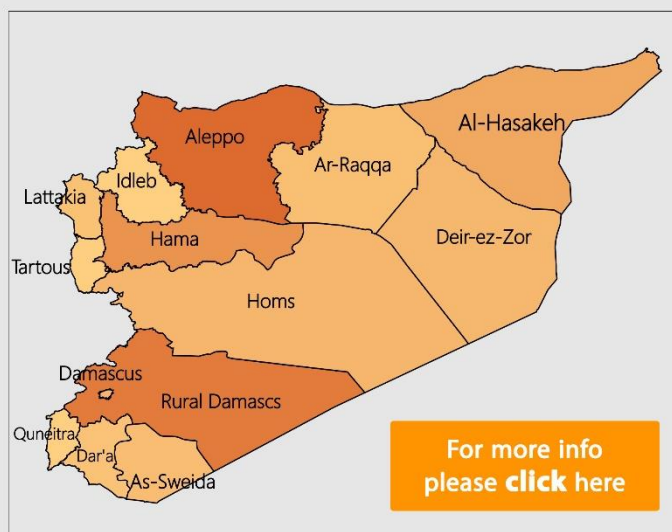 Aleppo
Al-Hasakeh
Ar-Raqqa
Idleb
Lattakia
Hama
Deir-ez-Zor
Tartous
Homs
Damascus
Rural Damascs
Quneitra
Dar'a
As-Sweida
For more info
please click here